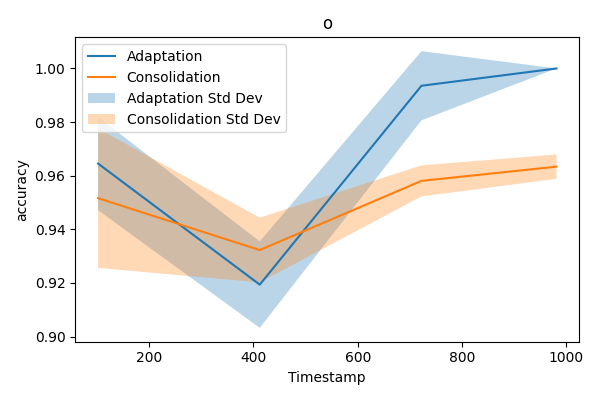 o
Adaptation
Consolidation
Adaptation Std Dev
Consolidation Std Dev
1.00
0.98
0.96
0.94
0.92
0.90
accuracy
200
400
600
800
1000
Timestamp